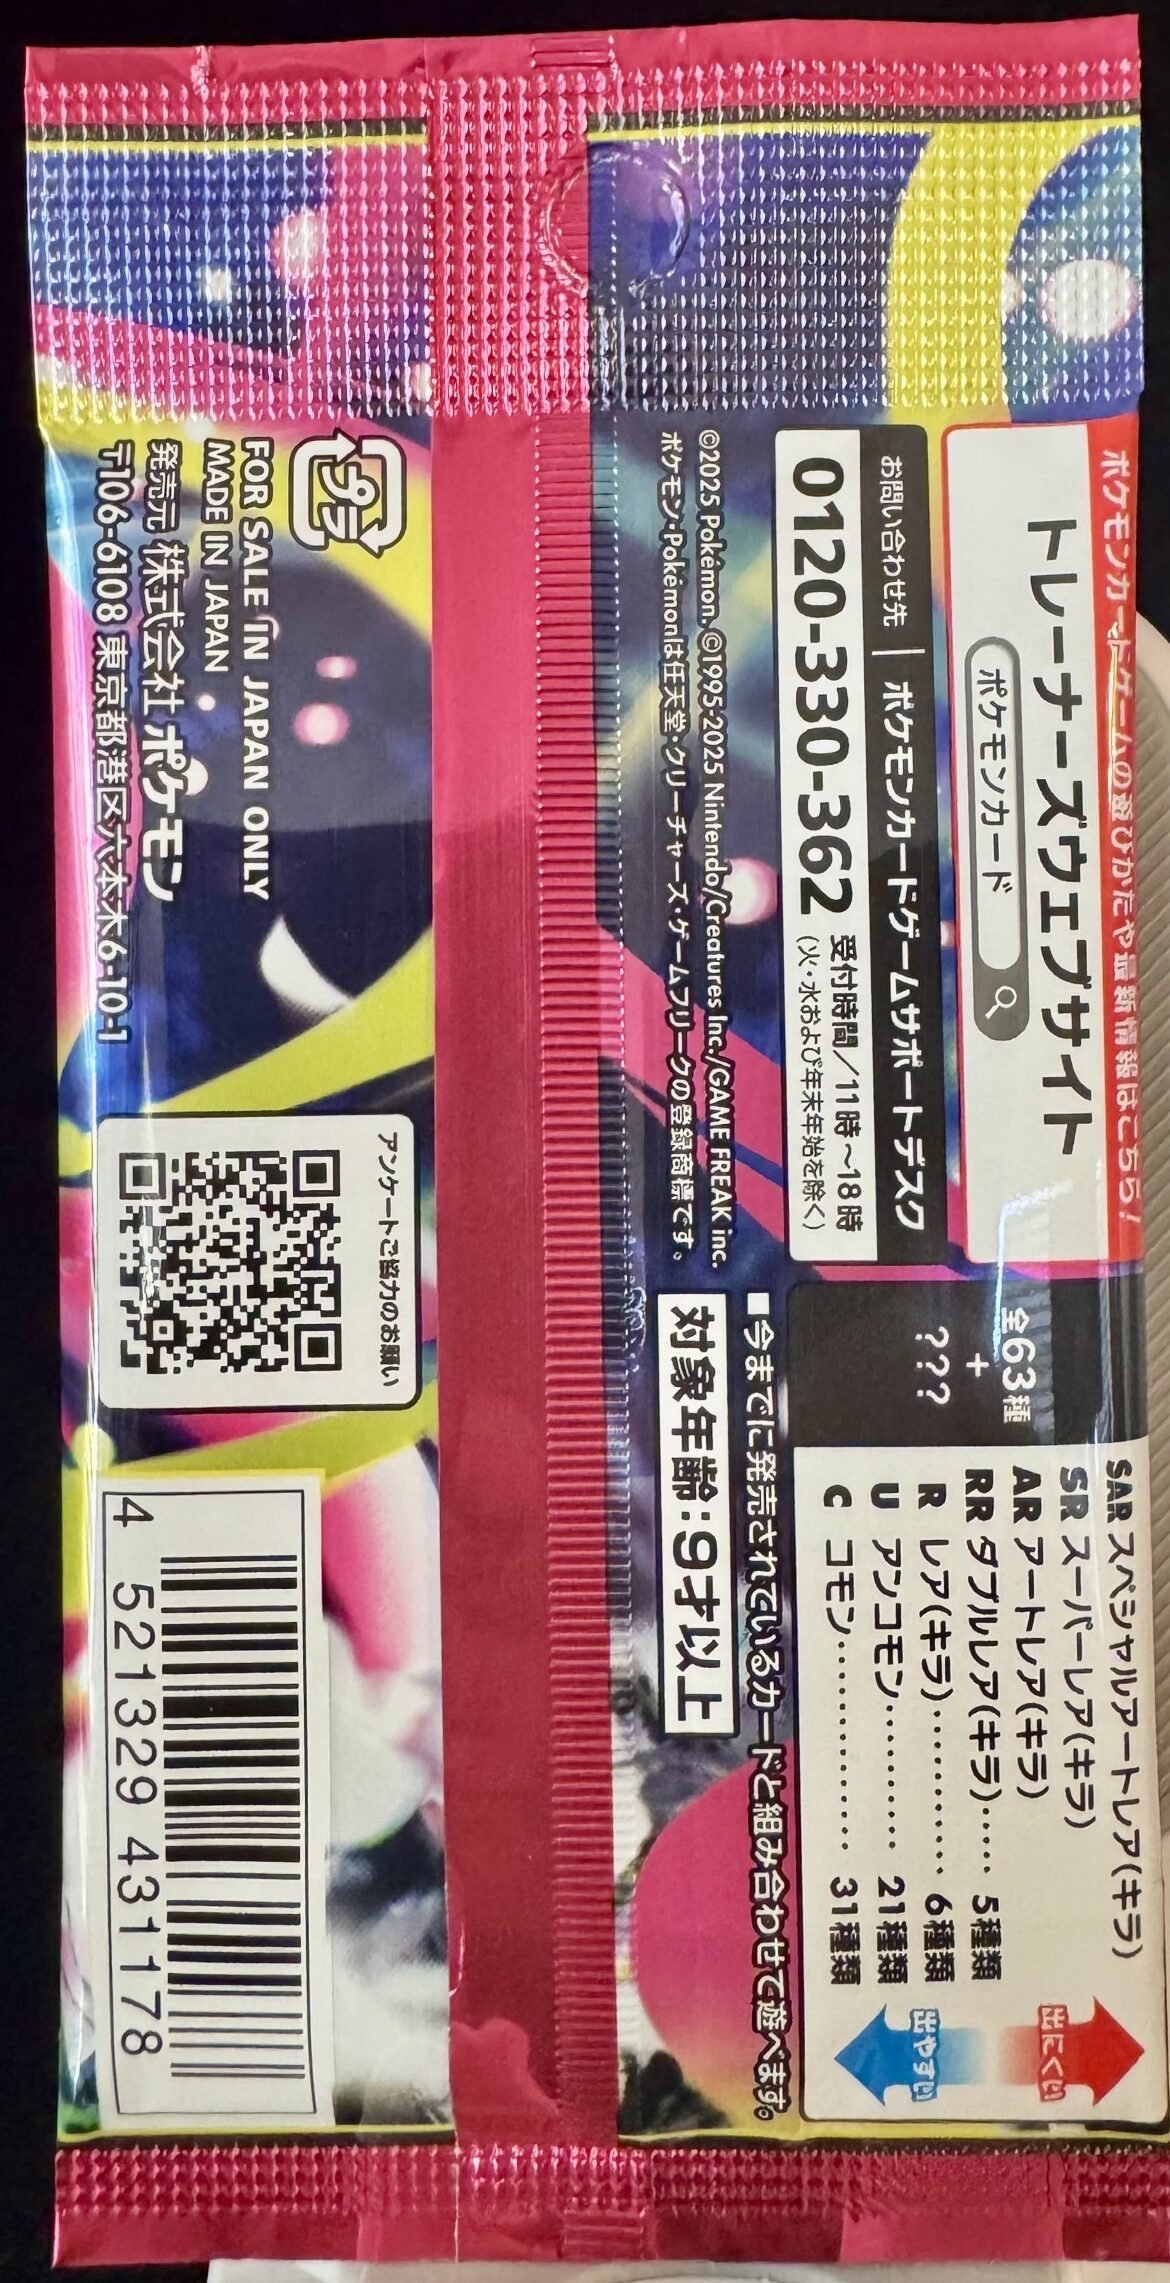 ポケモンカードゲームの遊びかたや最新情報はこちら!
トレーナーズウェブサイト
ポケモンカード
お問い合わせ先 ポケモンカードゲームサポートデスク
0120-330-362 受付時間/11時~18時
(火・水および年末年始を除く)
©2025 Pokémon. ©1995-2025 Nintendo/Creatures Inc./GAME FREAK inc.
ポケモン・Pokémonは任天堂・クリーチャーズ・ゲームフリークの登録商標です。
全63種
+
???
SAR スペシャルアートレア(キラ)
SR スーパーレア(キラ)
AR アートレア(キラ)
RR ダブルレア(キラ)..... 5種類
R レア(キラ)........... 6種類
U アンコモン........... 21種類
C コモン.............. 31種類
出にくい
出やすい
■今までに発売されているカードと組み合わせて遊べます。
対象年齢:9才以上
プラ
FOR SALE IN JAPAN ONLY
MADE IN JAPAN
発売元 株式会社 ポケモン
〒106-6108 東京都港区六本木6-10-1
アンケートご協力のお願い
4 521329 431178